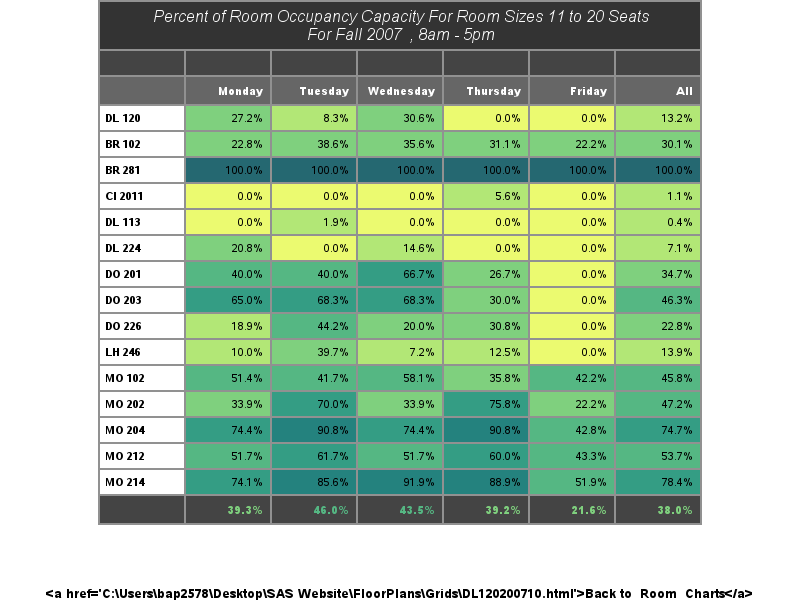 Percent of Room Occupancy Capacity For Room Sizes 11 to 20 Seats
For Fall 2007 , 8am - 5pm
Monday Tuesday Wednesday Thursday Friday All
DL 120 27.2% 8.3% 30.6% 0.0% 0.0% 13.2%
BR 102 22.8% 38.6% 35.6% 31.1% 22.2% 30.1%
BR 281 100.0% 100.0% 100.0% 100.0% 100.0% 100.0%
CI 2011 0.0% 0.0% 0.0% 5.6% 0.0% 1.1%
DL 113 0.0% 1.9% 0.0% 0.0% 0.0% 0.4%
DL 224 20.8% 0.0% 14.6% 0.0% 0.0% 7.1%
DO 201 40.0% 40.0% 66.7% 26.7% 0.0% 34.7%
DO 203 65.0% 68.3% 68.3% 30.0% 0.0% 46.3%
DO 226 18.9% 44.2% 20.0% 30.8% 0.0% 22.8%
LH 246 10.0% 39.7% 7.2% 12.5% 0.0% 13.9%
MO 102 51.4% 41.7% 58.1% 35.8% 42.2% 45.8%
MO 202 33.9% 70.0% 33.9% 75.8% 22.2% 47.2%
MO 204 74.4% 90.8% 74.4% 90.8% 42.8% 74.7%
MO 212 51.7% 61.7% 51.7% 60.0% 43.3% 53.7%
MO 214 74.1% 85.6% 91.9% 88.9% 51.9% 78.4%
39.3% 46.0% 43.5% 39.2% 21.6% 38.0%
<a href='C:\Users\bap2578\Desktop\SAS Website\FloorPlans\Grids\DL120200710.html'>Back to Room Charts</a>